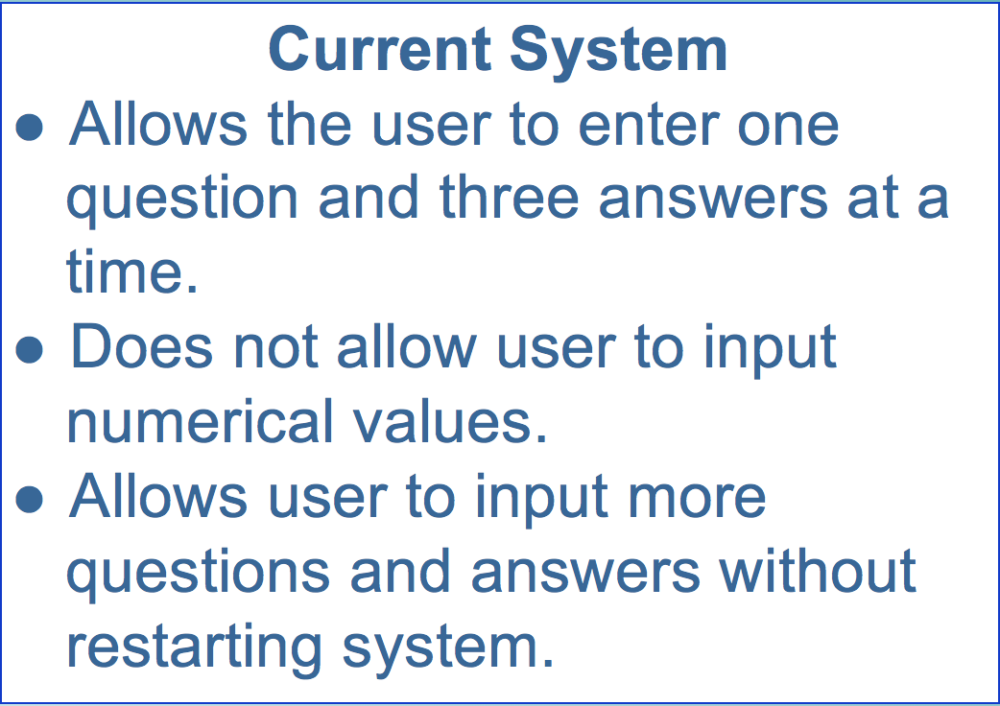 Current System
● Allows the user to enter one
question and three answers at a
time.
● Does not allow user to input
numerical values.
● Allows user to input more
questions and answers without
restarting system.